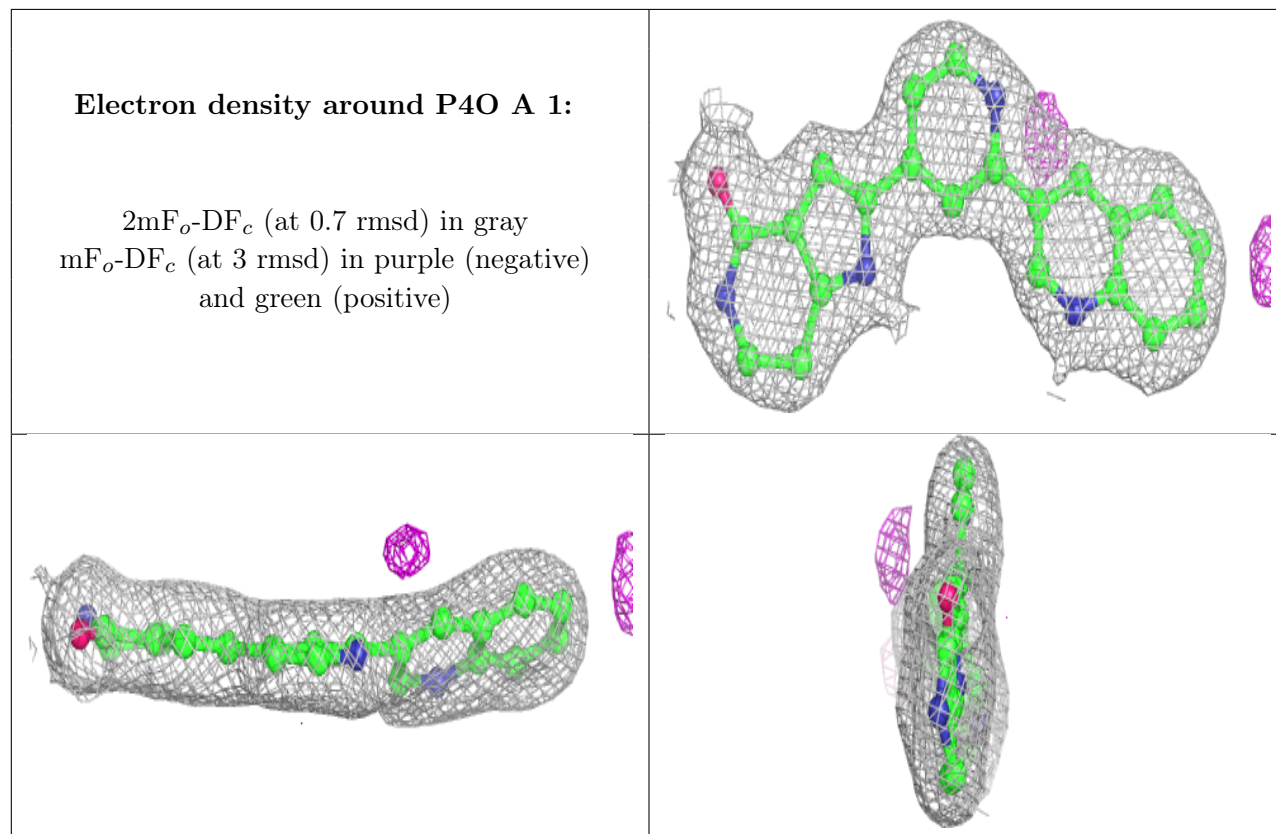 Electron density around P4O A 1:
2mFo-DFc (at 0.7 rmsd) in gray
mFo-DFc (at 3 rmsd) in purple (negative)
and green (positive)